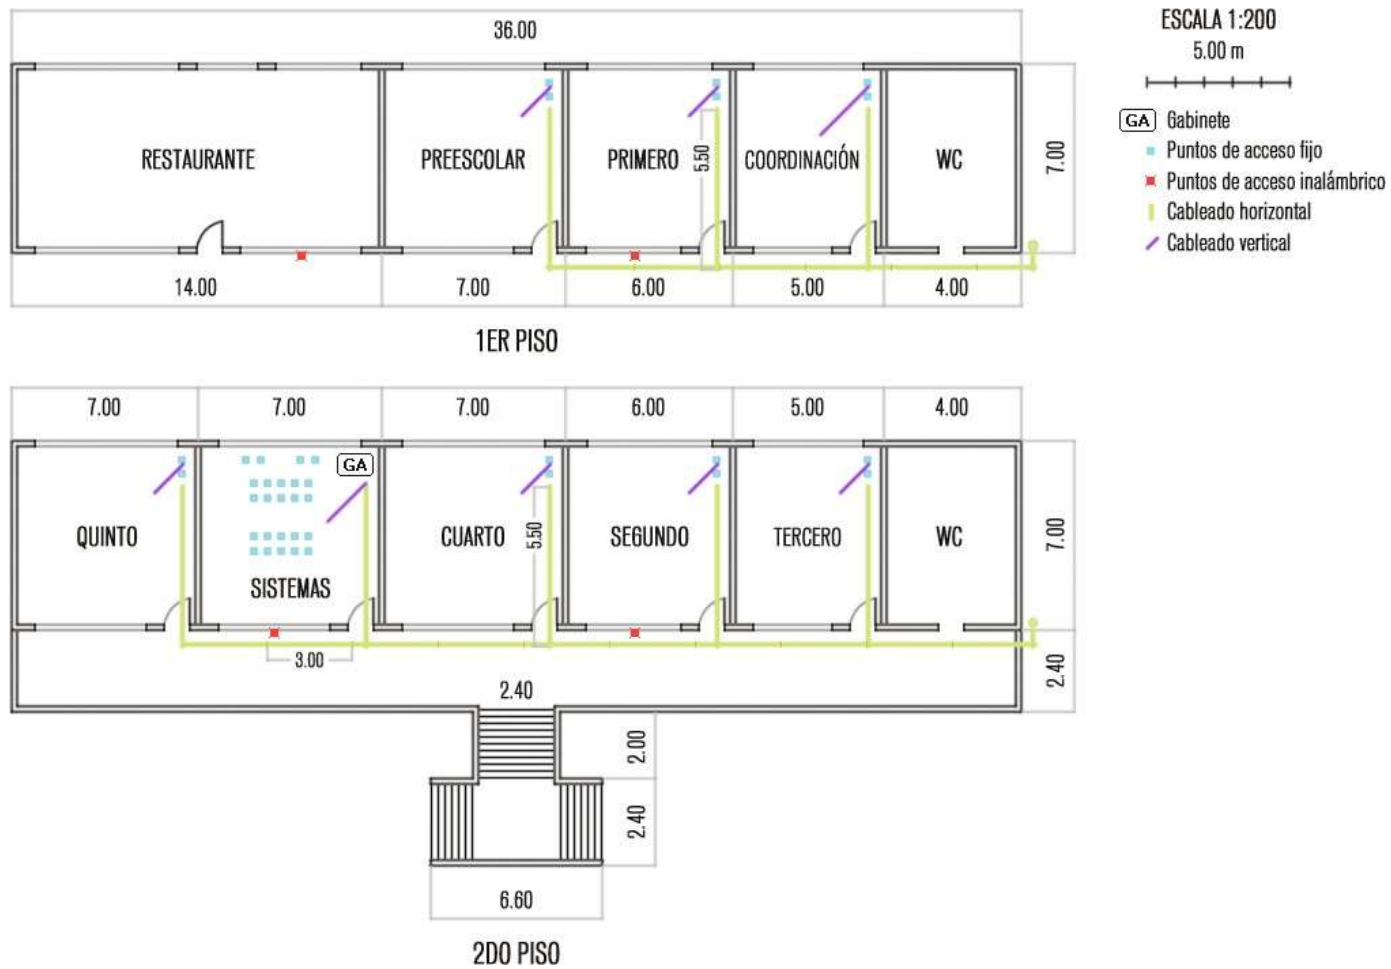 36.00
ESCALA 1:200
5.00 m
GA Gabinete
Puntos de acceso fijo
Puntos de acceso inalámbrico
Cableado horizontal
Cableado vertical
RESTAURANTE
PREESCOLAR
PRIMERO
5.50
COORDINACIÓN
WC
7.00
14.00
7.00
6.00
5.00
4.00
1ER PISO
7.00
7.00
7.00
6.00
5.00
4.00
GA
QUINTO
SISTEMAS
CUARTO
5.50
SEGUNDO
TERCERO
WC
7.00
3.00
2.40
2.40
2.00
2.40
6.60
2DO PISO